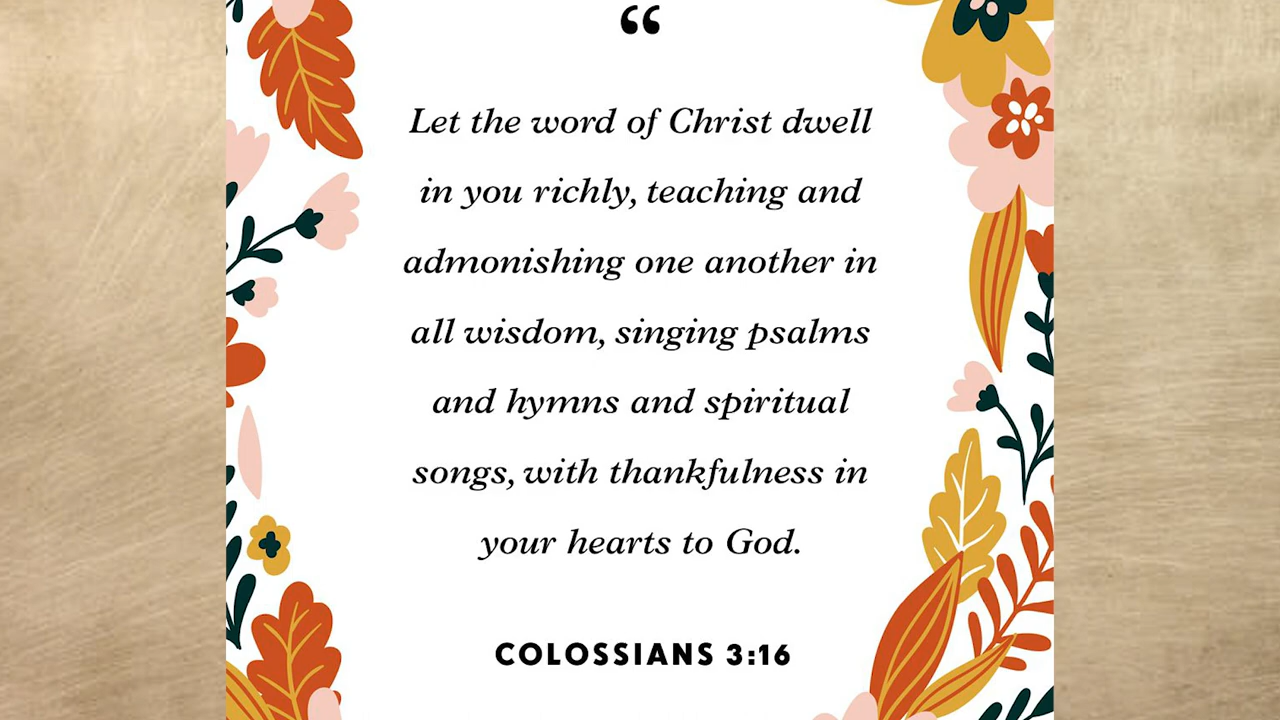 “
Let the word of Christ dwell
in you richly, teaching and
admonishing one another in
all wisdom, singing psalms
and hymns and spiritual
songs, with thankfulness in
your hearts to God.
COLOSSIANS 3:16